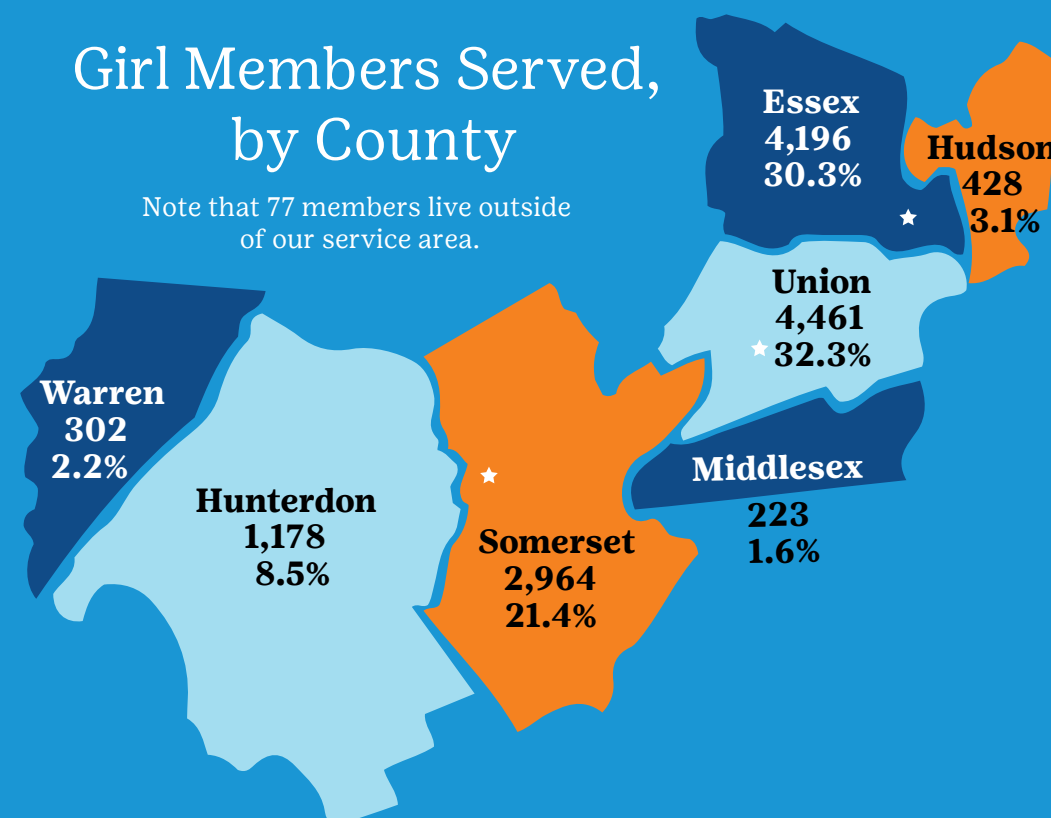 Girl Members Served,
by County
Note that 77 members live outside
of our service area.
Essex
4,196
30.3%
Hudson
428
3.1%
Union
4,461
32.3%
Warren
302
2.2%
Middlesex
223
1.6%
Hunterdon
1,178
8.5%
Somerset
2,964
21.4%